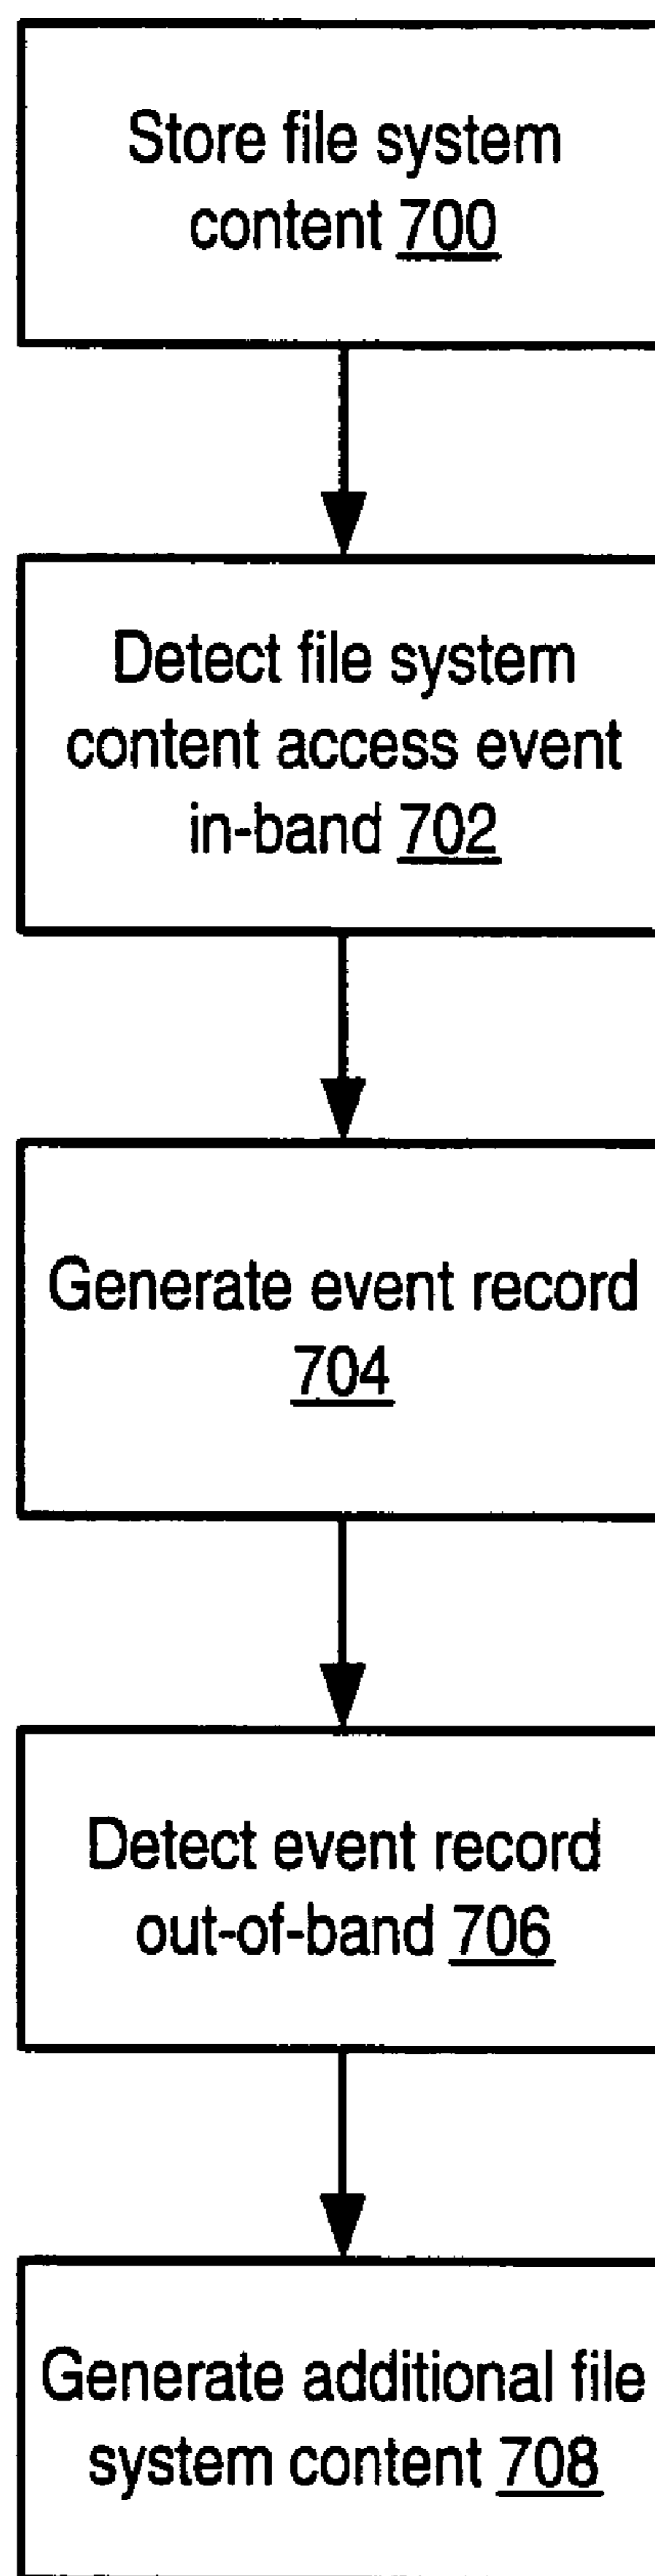 Store file system
content 700
Detect file system
content access event
in-band 702
Generate event record
704
Detect event record
out-of-band 706
Generate additional file
system content 708